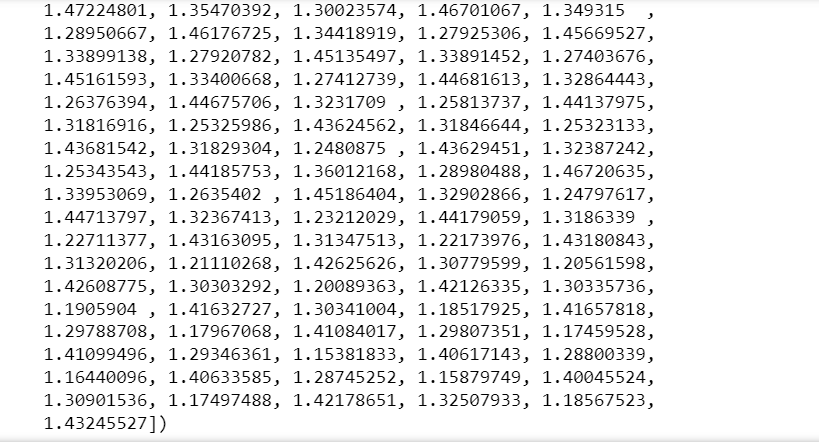 1.47224801, 1.35470392, 1.30023574, 1.46701067, 1.349315  ,
1.28950667, 1.46176725, 1.34418919, 1.27925306, 1.45669527,
1.33899138, 1.27920782, 1.45135497, 1.33891452, 1.27403676,
1.45161593, 1.33400668, 1.27412739, 1.44681613, 1.32864443,
1.26376394, 1.44675706, 1.3231709 , 1.25813737, 1.44137975,
1.31816916, 1.25325986, 1.43624562, 1.31846644, 1.25323133,
1.43681542, 1.31829304, 1.2480875 , 1.43629451, 1.32387242,
1.25343543, 1.44185753, 1.36012168, 1.28980488, 1.46720635,
1.33953069, 1.2635402 , 1.45186404, 1.32902866, 1.24797617,
1.44713797, 1.32367413, 1.23212029, 1.44179059, 1.3186339 ,
1.22711377, 1.43163095, 1.31347513, 1.22173976, 1.43180843,
1.31320206, 1.21110268, 1.42625626, 1.30779599, 1.20561598,
1.42608775, 1.30303292, 1.20089363, 1.42126335, 1.30335736,
1.1905904 , 1.41632727, 1.30341004, 1.18517925, 1.41657818,
1.29788708, 1.17967068, 1.41084017, 1.29807351, 1.17459528,
1.41099496, 1.29346361, 1.15381833, 1.40617143, 1.28800339,
1.16440096, 1.40633585, 1.28745252, 1.15879749, 1.40045524,
1.30901536, 1.17497488, 1.42178651, 1.32507933, 1.18567523,
1.43245527])